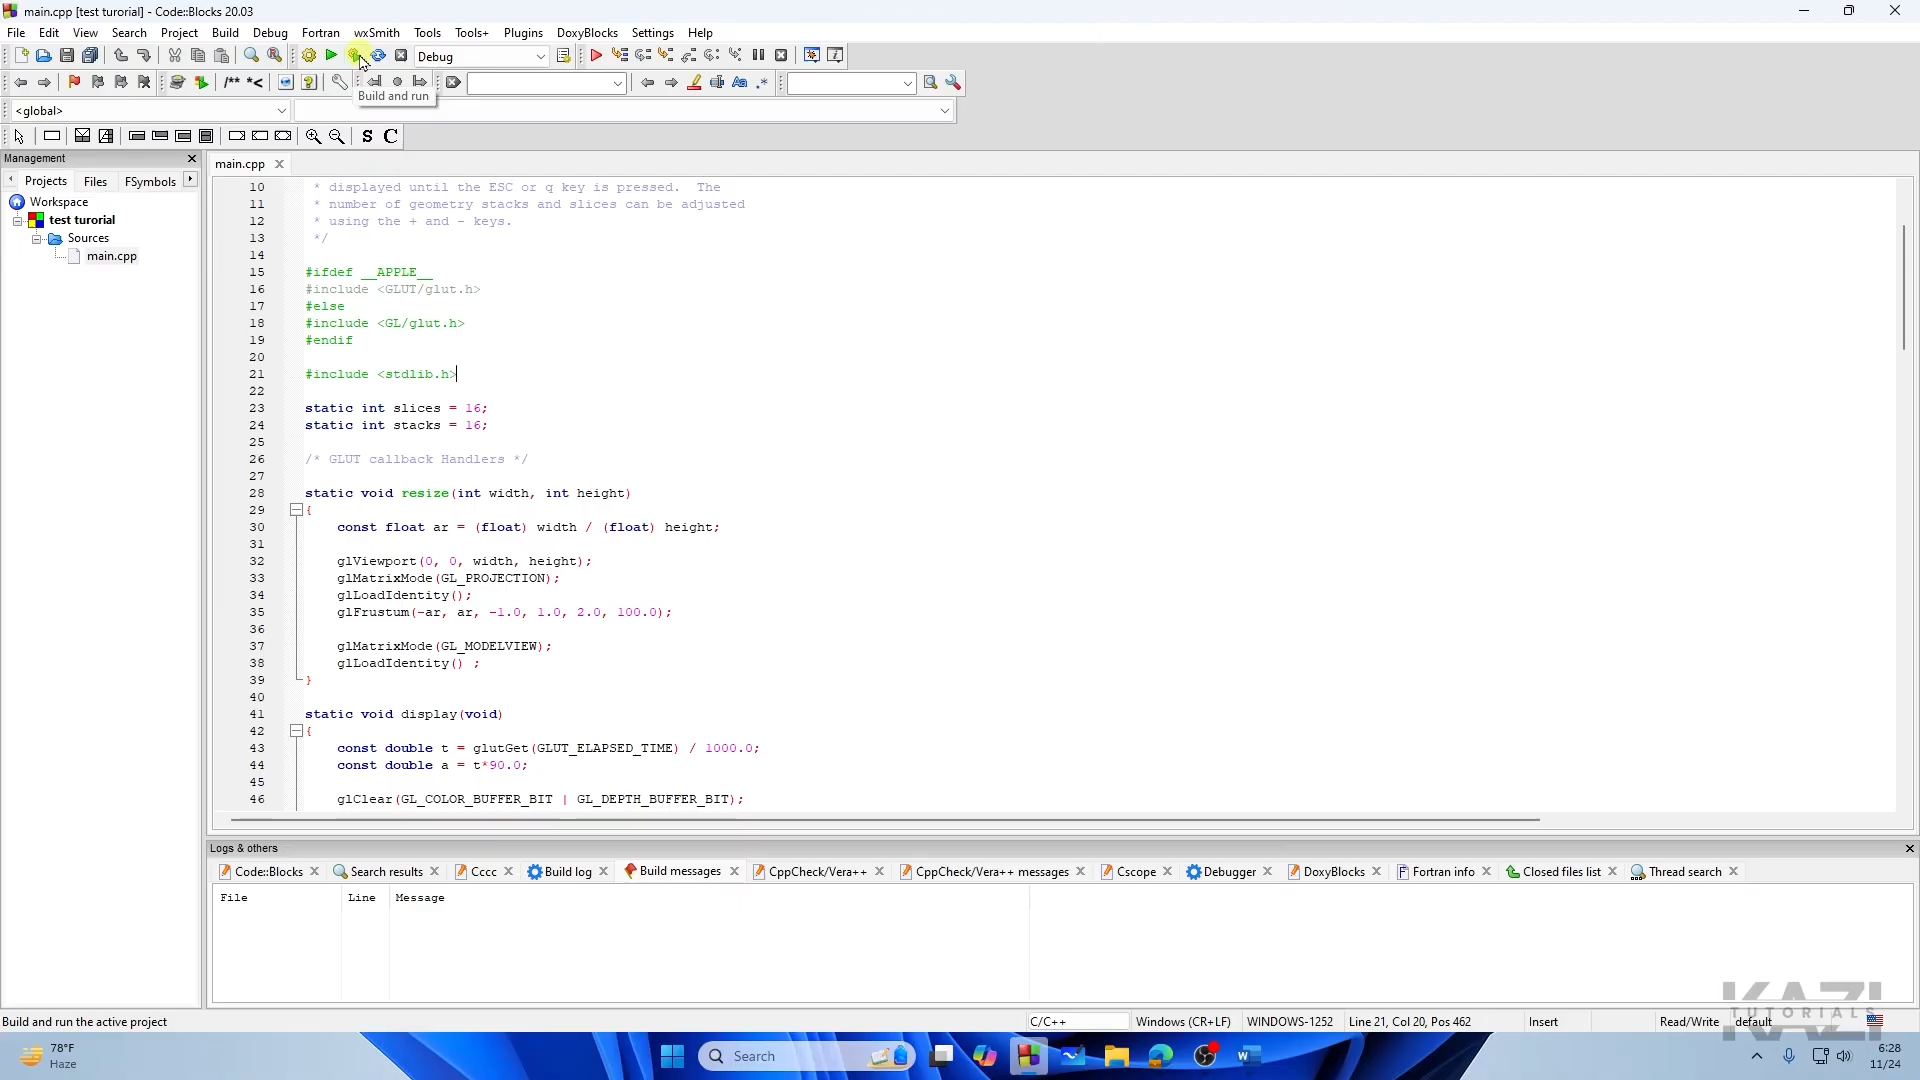 main.cpp [test turorial] - Code::Blocks 20.03
File Edit View Search Project Build Debug Fortran wxSmith Tools Tools+ Plugins DoxyBlocks Settings Help
Debug
/** *<
Aa .*
Build and run
<global>
S C
Management
main.cpp
Projects Files FSymbols
Workspace
test turorial
Sources
main.cpp
10 * displayed until the ESC or q key is pressed. The
11 * number of geometry stacks and slices can be adjusted
12 * using the + and - keys.
13 */
14
15 #ifdef __APPLE__
16 #include <GLUT/glut.h>
17 #else
18 #include <GL/glut.h>
19 #endif
20
21 #include <stdlib.h>
22
23 static int slices = 16;
24 static int stacks = 16;
25
26 /* GLUT callback Handlers */
27
28 static void resize(int width, int height)
29 {
30 const float ar = (float) width / (float) height;
31
32 glViewport(0, 0, width, height);
33 glMatrixMode(GL_PROJECTION);
34 glLoadIdentity();
35 glFrustum(-ar, ar, -1.0, 1.0, 2.0, 100.0);
36
37 glMatrixMode(GL_MODELVIEW);
38 glLoadIdentity() ;
39 }
40
41 static void display(void)
42 {
43 const double t = glutGet(GLUT_ELAPSED_TIME) / 1000.0;
44 const double a = t*90.0;
45
46 glClear(GL_COLOR_BUFFER_BIT | GL_DEPTH_BUFFER_BIT);
Logs & others
Code::Blocks Search results Cccc Build log Build messages CppCheck/Vera++ CppCheck/Vera++ messages Cscope Debugger DoxyBlocks Fortran info Closed files list Thread search
File Line Message
KAZI
TUTORIALS
Build and run the active project C/C++ Windows (CR+LF) WINDOWS-1252 Line 21, Col 20, Pos 462 Insert Read/Write default
78°F
Haze
Search
6:28
11/24